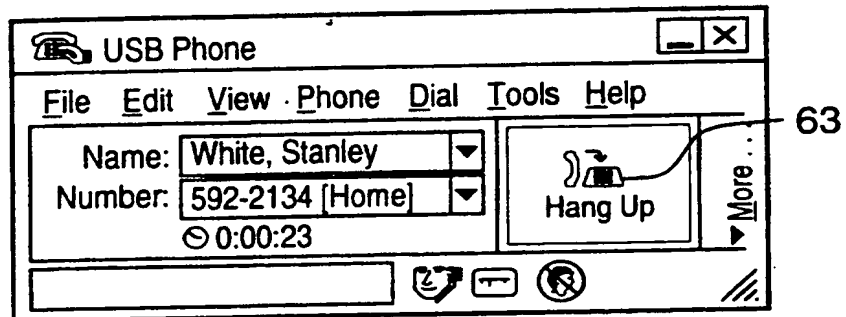 USB Phone
File Edit View Phone Dial Tools Help
63
Name: White, Stanley
Number: 592-2134 [Home]
0:00:23
Hang Up
More ...